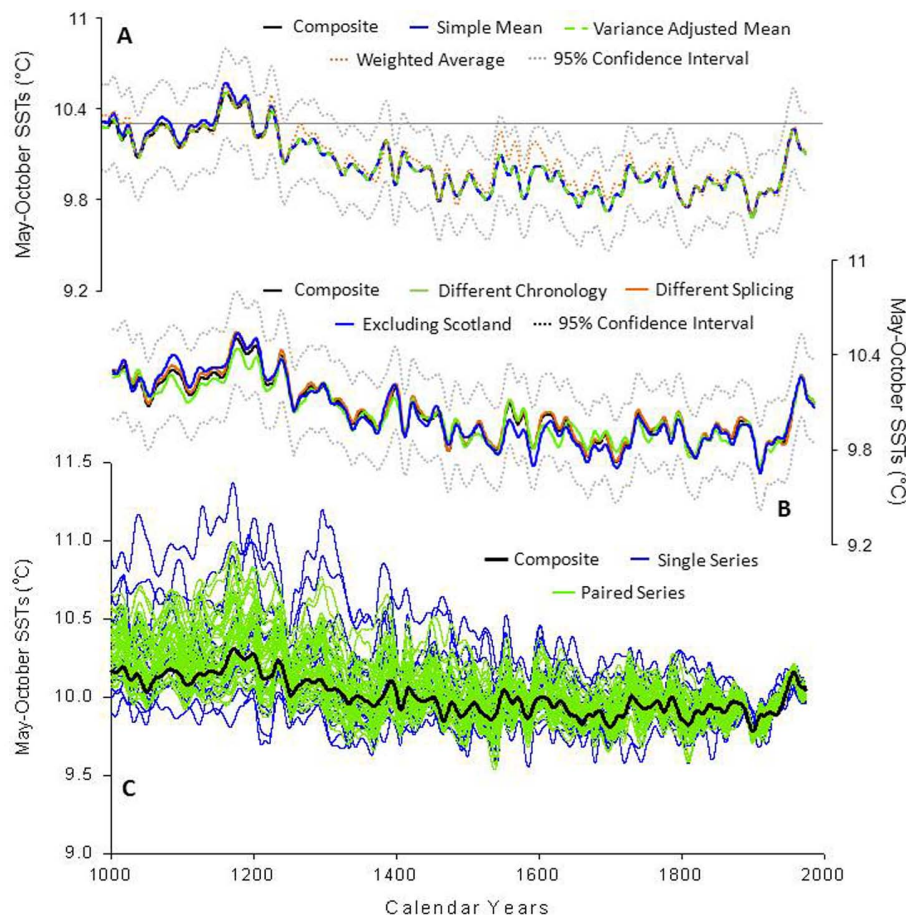 A
Composite Simple Mean Variance Adjusted Mean
Weighted Average 95% Confidence Interval
11
10.4
9.8
9.2
May-October SSTs (°C)
Composite Different Chronology Different Splicing
Excluding Scotland 95% Confidence Interval
11
10.4
9.8
9.2
May-October SSTs (°C)
B
Composite Single Series
Paired Series
11.5
11.0
10.5
10.0
9.5
9.0
May-October SSTs (°C)
C
1000 1200 1400 1600 1800 2000
Calendar Years